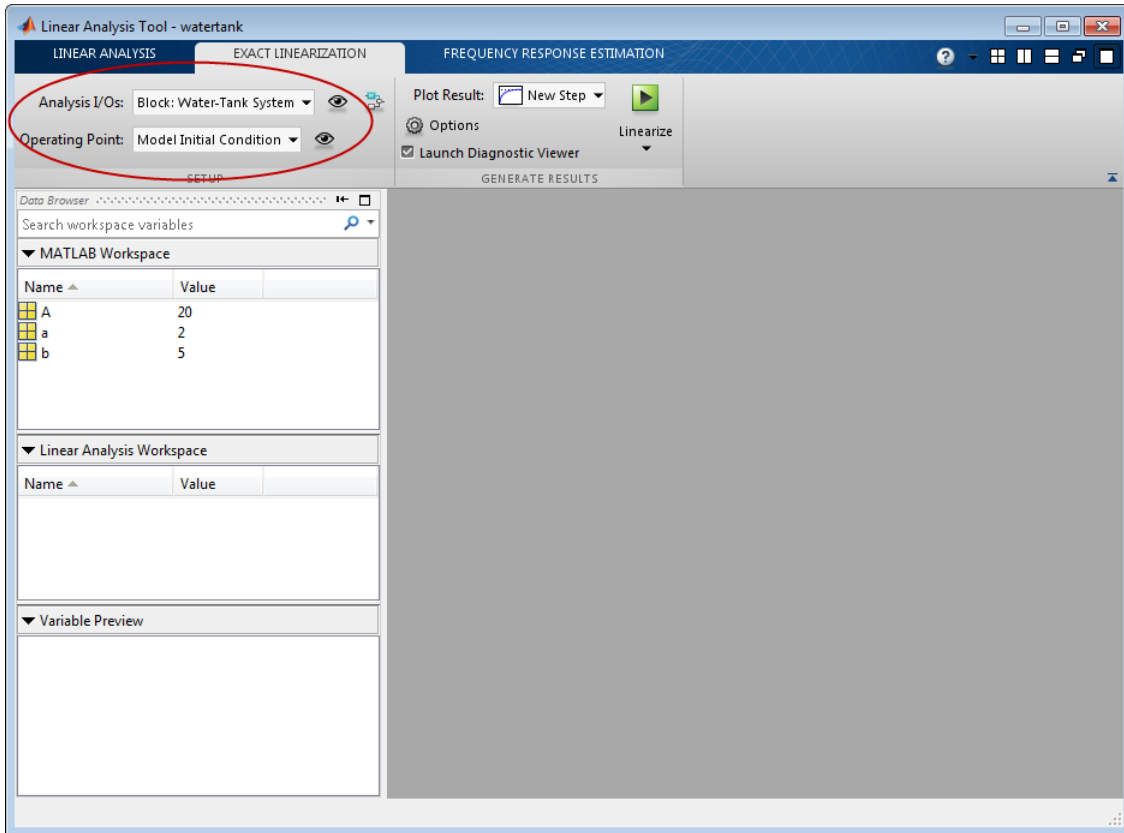 Linear Analysis Tool - watertank
LINEAR ANALYSIS EXACT LINEARIZATION FREQUENCY RESPONSE ESTIMATION
?
Analysis I/Os: Block: Water-Tank System
Operating Point: Model Initial Condition
SETUP
Plot Result: New Step
Options
Launch Diagnostic Viewer
Linearize
GENERATE RESULTS
Data Browser
Search workspace variables
MATLAB Workspace
Name Value
A 20
a 2
b 5
Linear Analysis Workspace
Name Value
Variable Preview